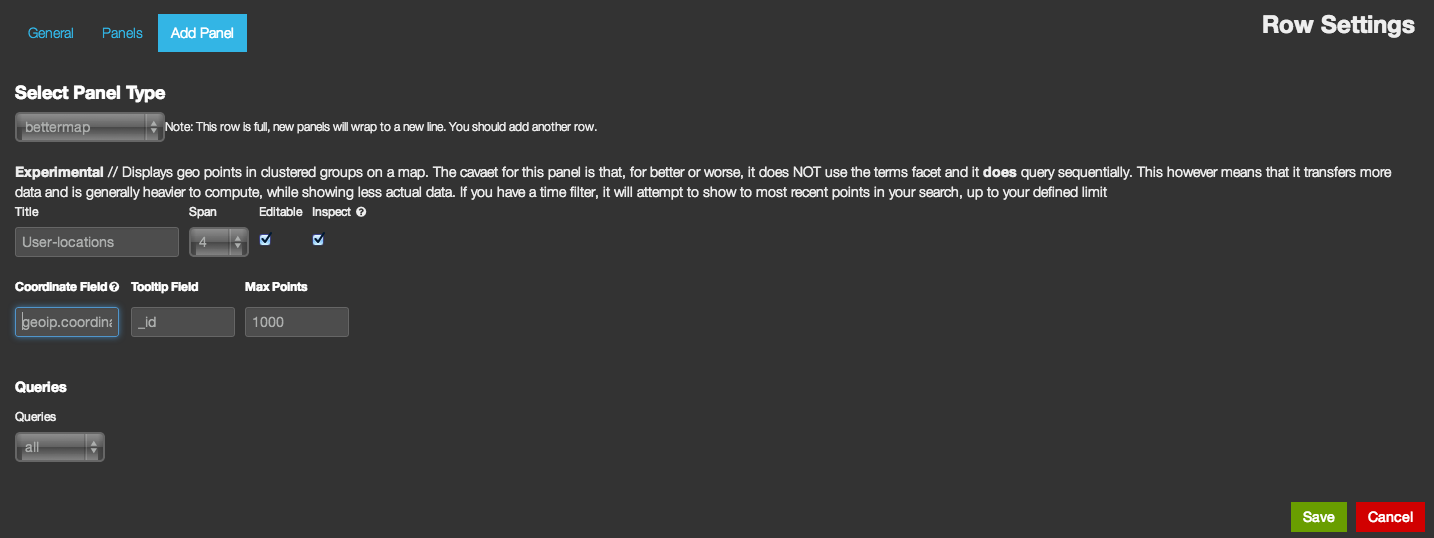 General Panels Add Panel Row Settings
Select Panel Type
bettermap Note: This row is full, new panels will wrap to a new line. You should add another row.
Experimental // Displays geo points in clustered groups on a map. The cavaet for this panel is that, for better or worse, it does NOT use the terms facet and it does query sequentially. This however means that it transfers more
data and is generally heavier to compute, while showing less actual data. If you have a time filter, it will attempt to show to most recent points in your search, up to your defined limit
Title Span Editable Inspect
User-locations 4
Coordinate Field Tooltip Field Max Points
geoip.coordina _id 1000
Queries
Queries
all
Save Cancel